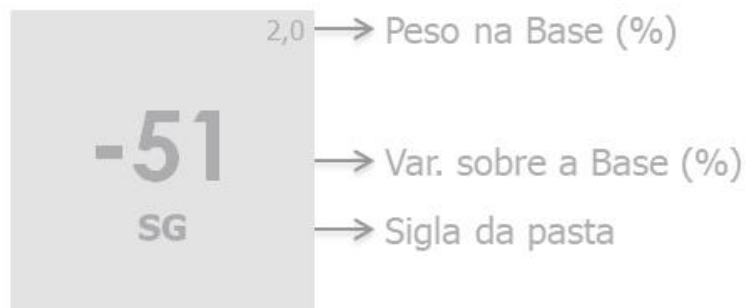 2,0 Peso na Base (%)
-51 Var. sobre a Base (%)
SG Sigla da pasta